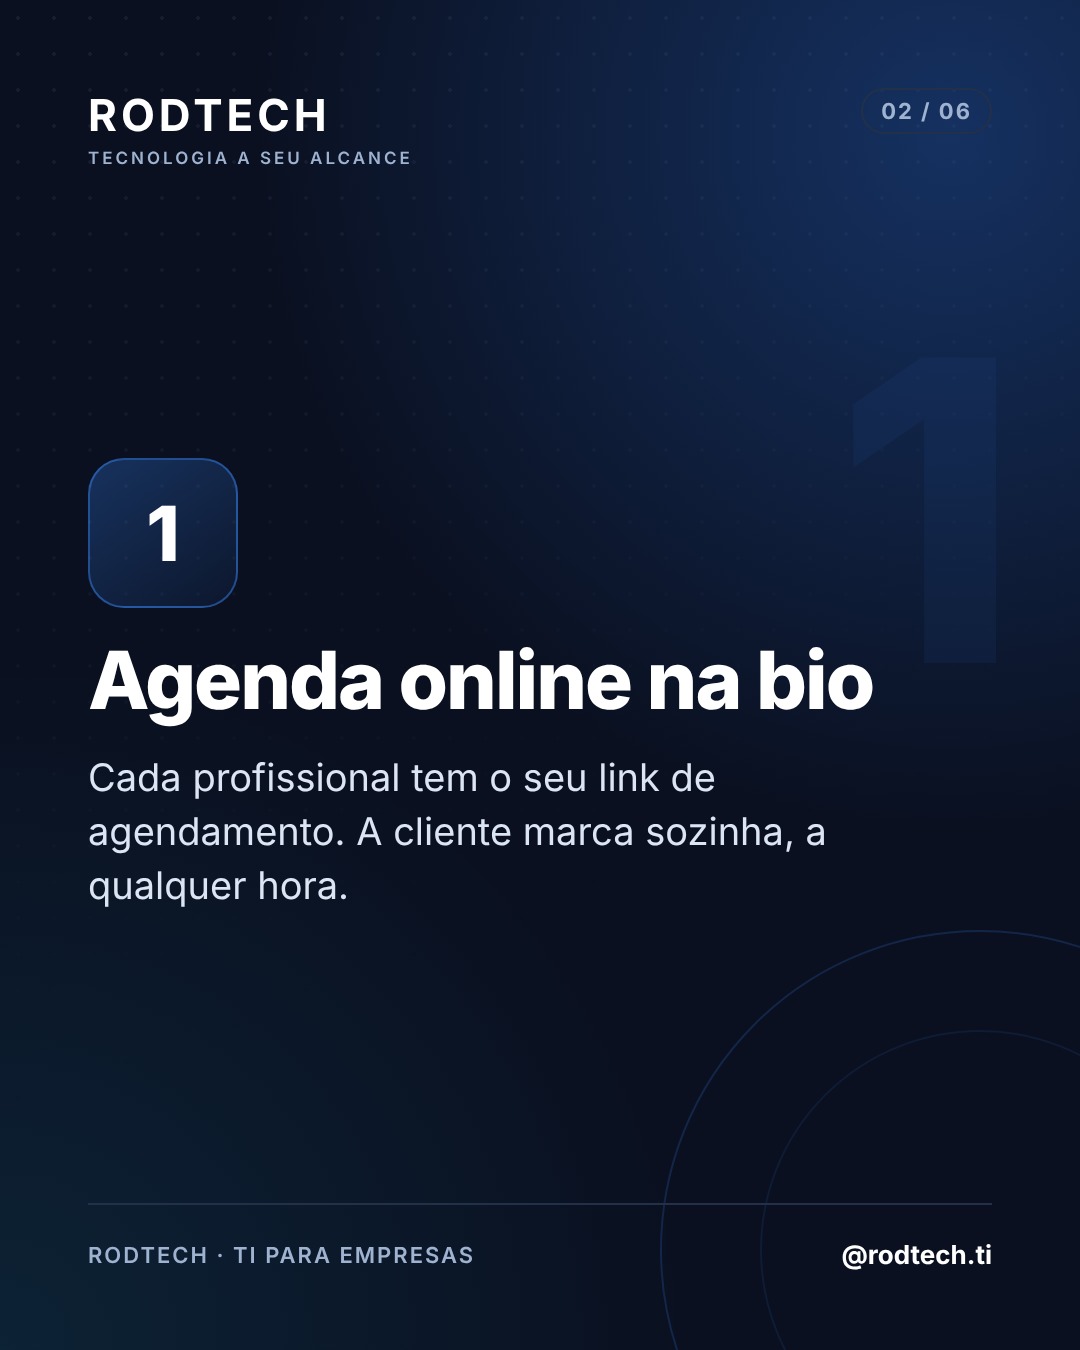 RODTECH
TECNOLOGIA A SEU ALCANCE
02 / 06
1
1
Agenda online na bio
Cada profissional tem o seu link de
agendamento. A cliente marca sozinha, a
qualquer hora.
RODTECH · TI PARA EMPRESAS
@rodtech.ti